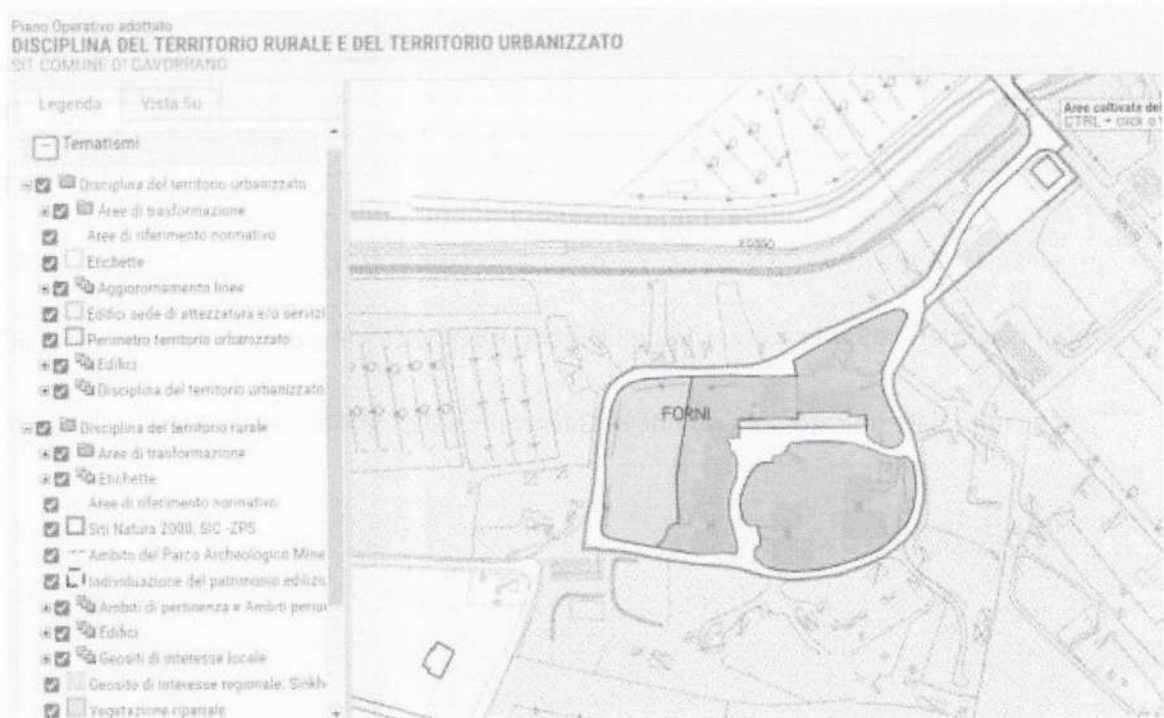 Piano Operativo adottato
DISCIPLINA DEL TERRITORIO RURALE E DEL TERRITORIO URBANIZZATO
SIT COMUNE DI GAVORRANO
Legenda Vista Su
Tematismi
Disciplina del territorio urbanizzato
Aree di trasformazione
Aree di riferimento normativo
Etichette
Aggiornamento linee
Edifici sede di attezzatura e/o servizi
Perimetro territorio urbanizzato
Edifici
Disciplina del territorio urbanizzato
Disciplina del territorio rurale
Aree di trasformazione
Etichette
Aree di riferimento normativo
Siti Natura 2000, SIC -ZPS
Ambito del Parco Archeologico Mine
Individuazione del patrimonio edilizi
Ambiti di pertinenza e Ambiti
Edifici
Geositi di interesse locale
Geosito di interesse regionale, Sinkh
Vegetazione ripariale
Aree coltivate dei
CTRL + click o
FORNI